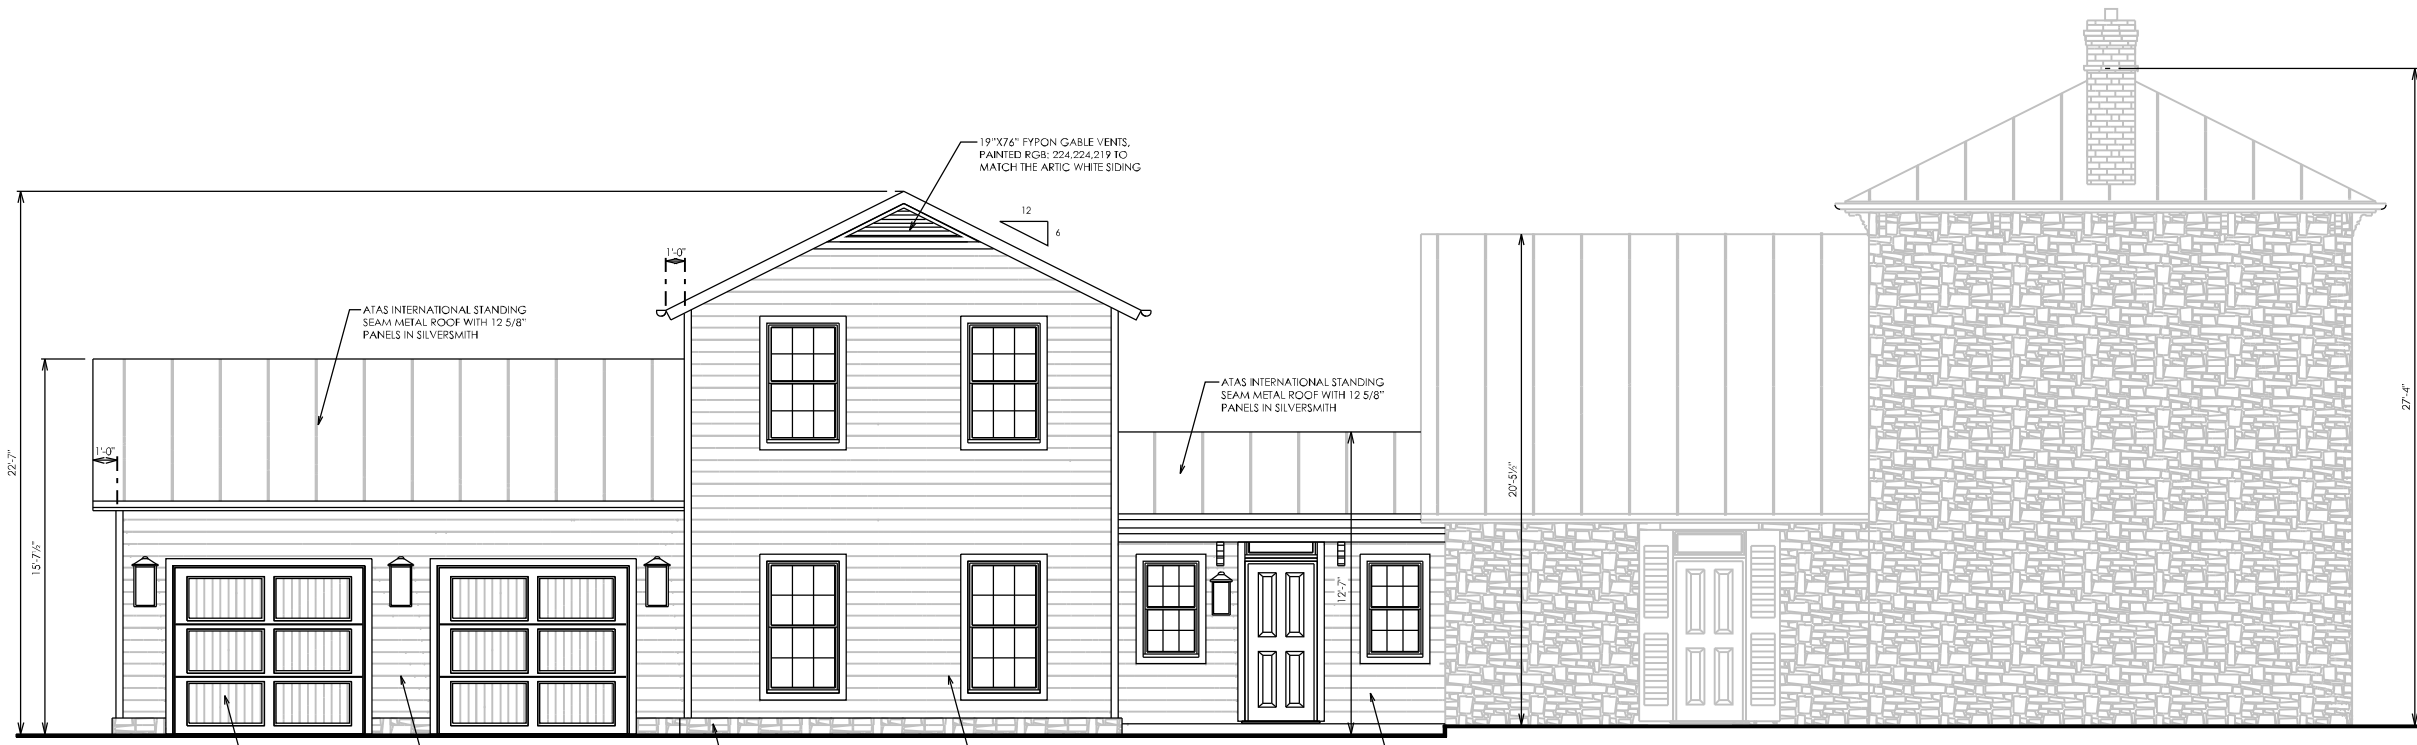 19"X76" FYPON GABLE VENTS,
PAINTED RGB: 224,224,219 TO
MATCH THE ARTIC WHITE SIDING
12
6
1'-0"
ATAS INTERNATIONAL STANDING
SEAM METAL ROOF WITH 12 5/8"
PANELS IN SILVERSMITH
ATAS INTERNATIONAL STANDING
SEAM METAL ROOF WITH 12 5/8"
PANELS IN SILVERSMITH
1'-0"
22'-7"
15'-7½"
12'-7"
20'-5½"
27'-4"